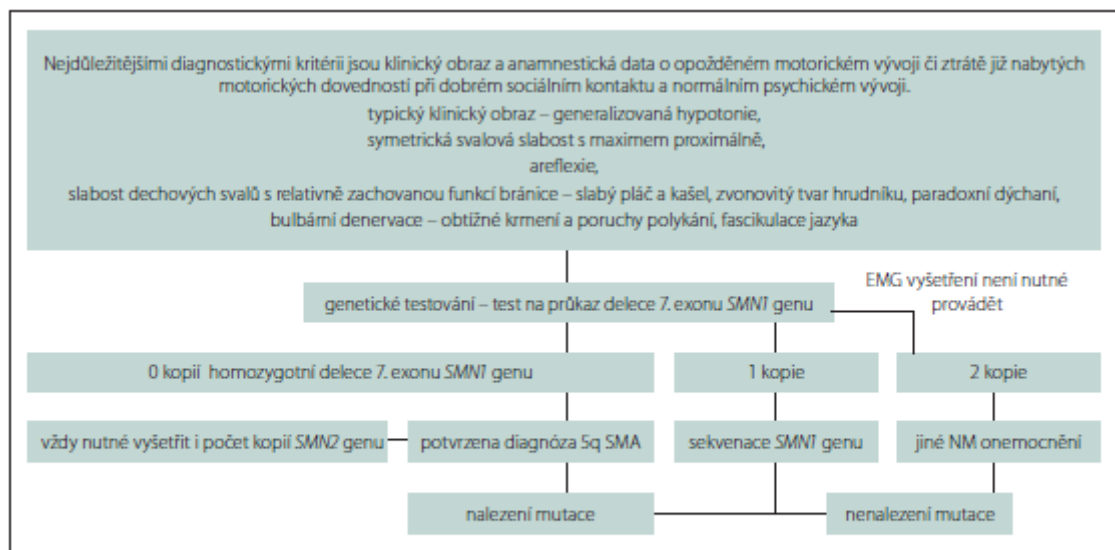 Nejdůležitějšími diagnostickými kritérii jsou klinický obraz a anamnestická data o opožděném motorickém vývoji či ztrátě již nabytých
motorických dovedností při dobrém sociálním kontaktu a normálním psychickém vývoji.
typický klinický obraz – generalizovaná hypotonie,
symetrická svalová slabost s maximem proximálně,
areflexie,
slabost dechových svalů s relativně zachovanou funkcí bránice – slabý pláč a kašel, zvonovitý tvar hrudníku, paradoxní dýchaní,
bulbární denervace – obtížné krmení a poruchy polykání, fascikulace jazyka
EMG vyšetření není nutné
provádět
genetické testování – test na průkaz delece 7. exonu SMN1 genu
0 kopií homozygotní delece 7. exonu SMN1 genu
1 kopie
2 kopie
vždy nutné vyšetřit i počet kopií SMN2 genu
potvrzena diagnóza 5q SMA
sekvenace SMN1 genu
jiné NM onemocnění
nalezení mutace
nenalezení mutace